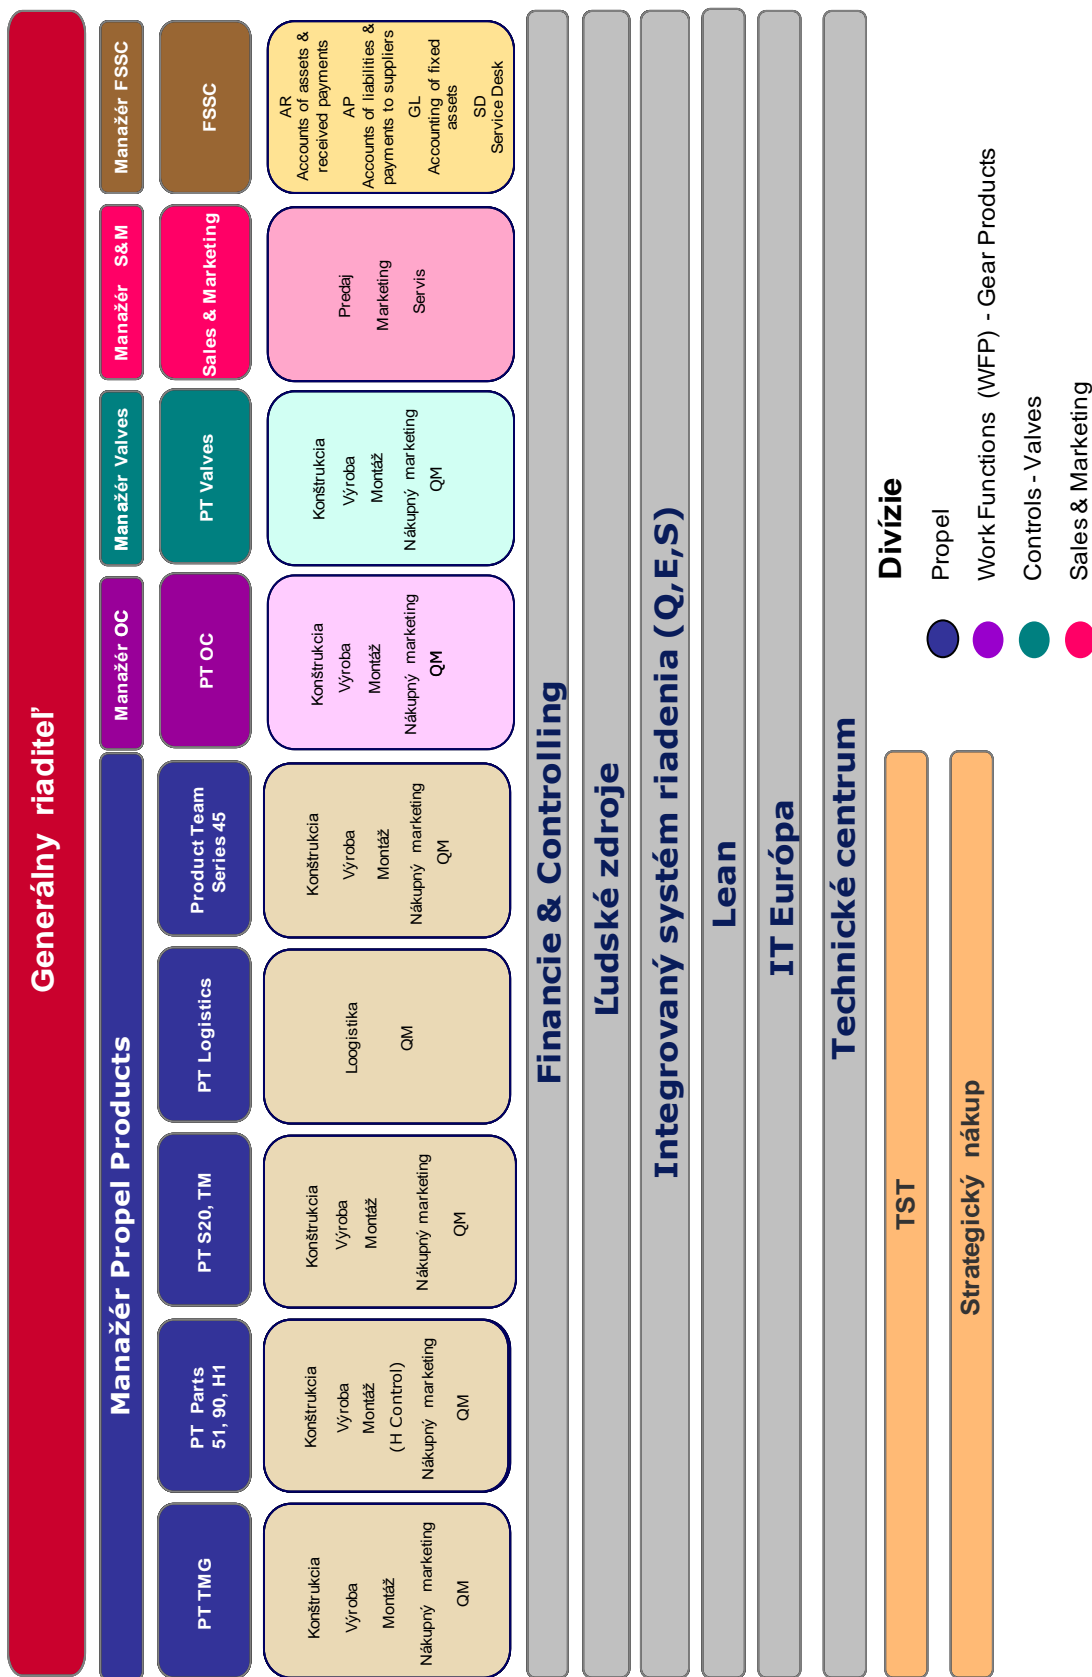 Generálny riaditeľ
Manažér Propel Products
Manažér OC
Manažér Valves
Manažér S&M
Manažér FSSC
PT TMG
PT Parts
51, 90, H1
PT S20, TM
PT Logistics
Product Team
Series 45
PT OC
PT Valves
Sales & Marketing
FSSC
Konštrukcia
Výroba
Montáž
Nákupný marketing
QM
Konštrukcia
Výroba
Montáž
(H Control)
Nákupný marketing
QM
Konštrukcia
Výroba
Montáž
Nákupný marketing
QM
Loogistika
QM
Konštrukcia
Výroba
Montáž
Nákupný marketing
QM
Konštrukcia
Výroba
Montáž
Nákupný marketing
QM
Konštrukcia
Výroba
Montáž
Nákupný marketing
QM
Predaj
Marketing
Servis
AR
Accounts of assets &
received payments
AP
Accounts of liabilities &
payments to suppliers
GL
Accounting of fixed
assets
SD
Service Desk
Financie & Controlling
Ľudské zdroje
Integrovaný systém riadenia (Q,E,S)
Lean
IT Európa
Technické centrum
TST
Strategický nákup
Divízie
Propel
Work Functions (WFP) - Gear Products
Controls - Valves
Sales & Marketing